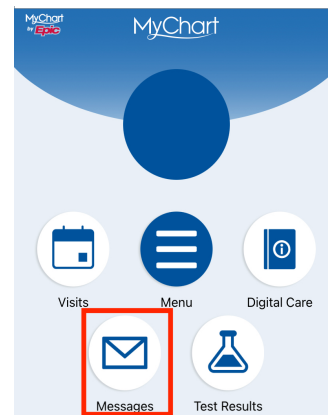 MyChart
by Epic
MyChart
Visits
Menu
Digital Care
Messages
Test Results